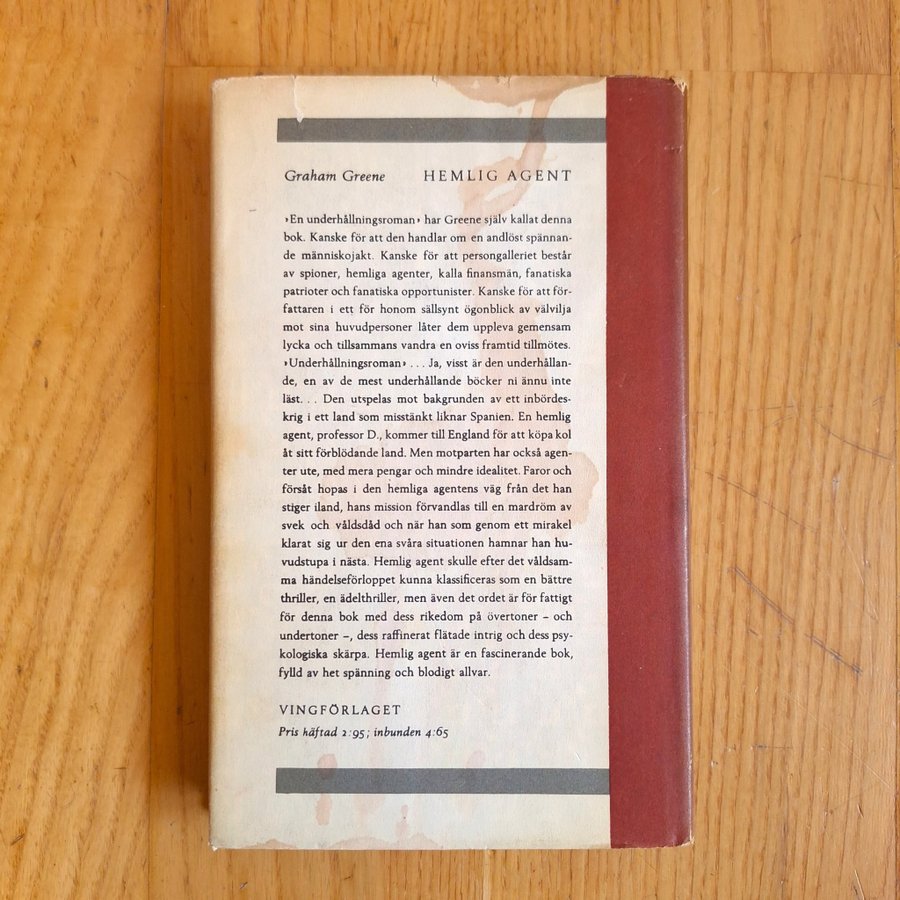 Graham Greene HEMLIG AGENT
›En underhållningsroman› har Greene själv kallat denna
bok. Kanske för att den handlar om en andlöst spännan-
de människojakt. Kanske för att persongalleriet består
av spioner, hemliga agenter, kalla finansmän, fanatiska
patrioter och fanatiska opportunister. Kanske för att för-
fattaren i ett för honom sällsynt ögonblick av välvilja
mot sina huvudpersoner låter dem uppleva gemensam
lycka och tillsammans vandra en oviss framtid tillmötes.
›Underhållningsroman› . . . Ja, visst är den underhållan-
de, en av de mest underhållande böcker ni ännu inte
läst. . . Den utspelas mot bakgrunden av ett inbördes-
krig i ett land som misstänkt liknar Spanien. En hemlig
agent, professor D., kommer till England för att köpa kol
åt sitt förblödande land. Men motparten har också agen-
ter ute, med mera pengar och mindre idealitet. Faror och
försåt hopas i den hemliga agentens väg från det han
stiger iland, hans mission förvandlas till en mardröm av
svek och våldsdåd och när han som genom ett mirakel
klarat sig ur den ena svåra situationen hamnar han hu-
vudstupa i nästa. Hemlig agent skulle efter det våldsam-
ma händelseförloppet kunna klassificeras som en bättre
thriller, en ädelthriller, men även det ordet är för fattigt
för denna bok med dess rikedom på övertoner – och
undertoner –, dess raffinerat flätade intrig och dess psy-
kologiska skärpa. Hemlig agent är en fascinerande bok,
fylld av het spänning och blodigt allvar.
VINGFÖRLAGET
Pris häftad 2:95; inbunden 4:65